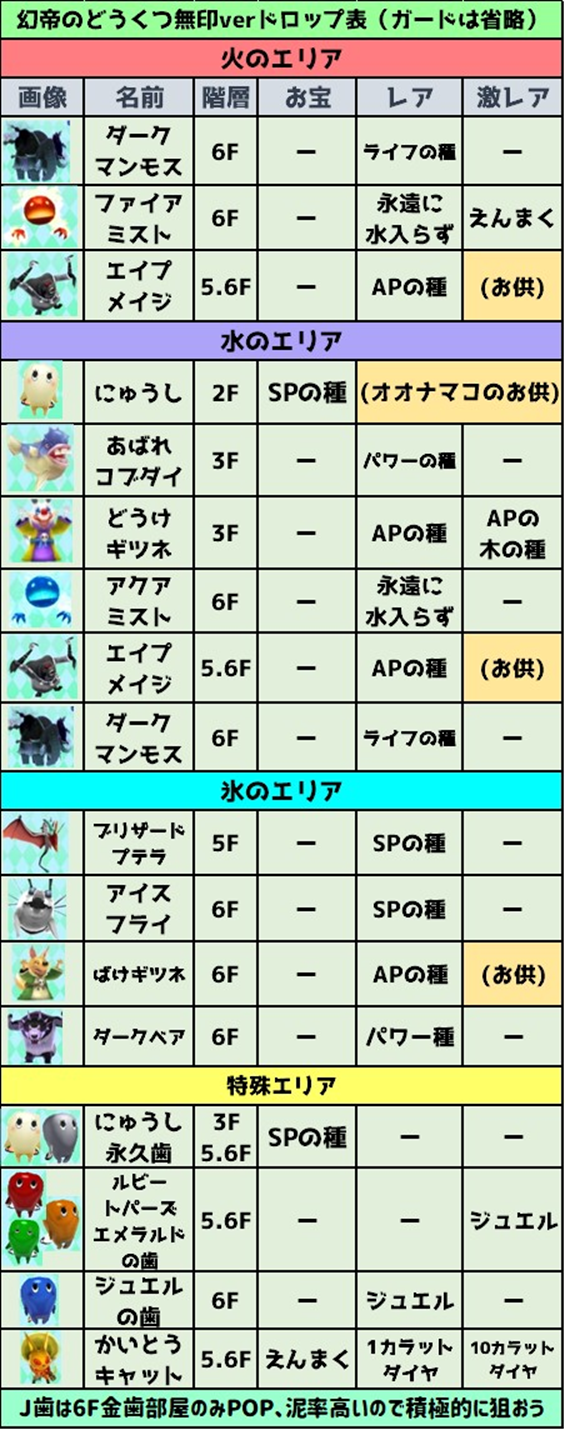 幻帝のどうくつ無印verドロップ表（ガードは省略）
火のエリア
画像 名前 階層 お宝 レア 激レア
ダーク
マンモス 6F ー ライフの種 ー
ファイア
ミスト 6F ー 永遠に
水入らず えんまく
エイプ
メイジ 5.6F ー APの種 (お供)
水のエリア
にゅうし 2F SPの種 (オオナマコのお供)
あばれ
コブダイ 3F ー パワーの種 ー
どうけ
ギツネ 3F ー APの種 APの
木の種
アクア
ミスト 6F ー 永遠に
水入らず ー
エイプ
メイジ 5.6F ー APの種 (お供)
ダーク
マンモス 6F ー ライフの種 ー
氷のエリア
ブリザード
プテラ 5F ー SPの種 ー
アイス
フライ 6F ー SPの種 ー
ばけギツネ 6F ー APの種 (お供)
ダークベア 6F ー パワー種 ー
特殊エリア
にゅうし
永久歯 3F
5.6F SPの種 ー ー
ルビー
トパーズ
エメラルド
の歯 5.6F ー ー ジュエル
ジュエル
の歯 6F ー ジュエル ー
かいとう
キャット 5.6F えんまく 1カラット
ダイヤ 10カラット
ダイヤ
J歯は6F金歯部屋のみPOP、泥率高いので積極的に狙おう